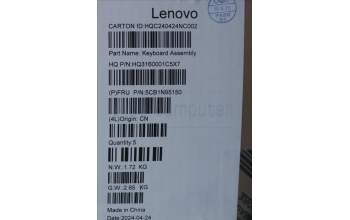 Lenovo
CARTON ID:HQC240424NC002
Part Name: Keyboard Assembly
HQ P/N:HQ3160001C5X7
(P)FRU P/N:5CB1N95150
(4L)Origin: CN
Quantity 5
N.W: 1.72 KG
G.W: 2.65 KG
Made in China
Date 2024-04-24